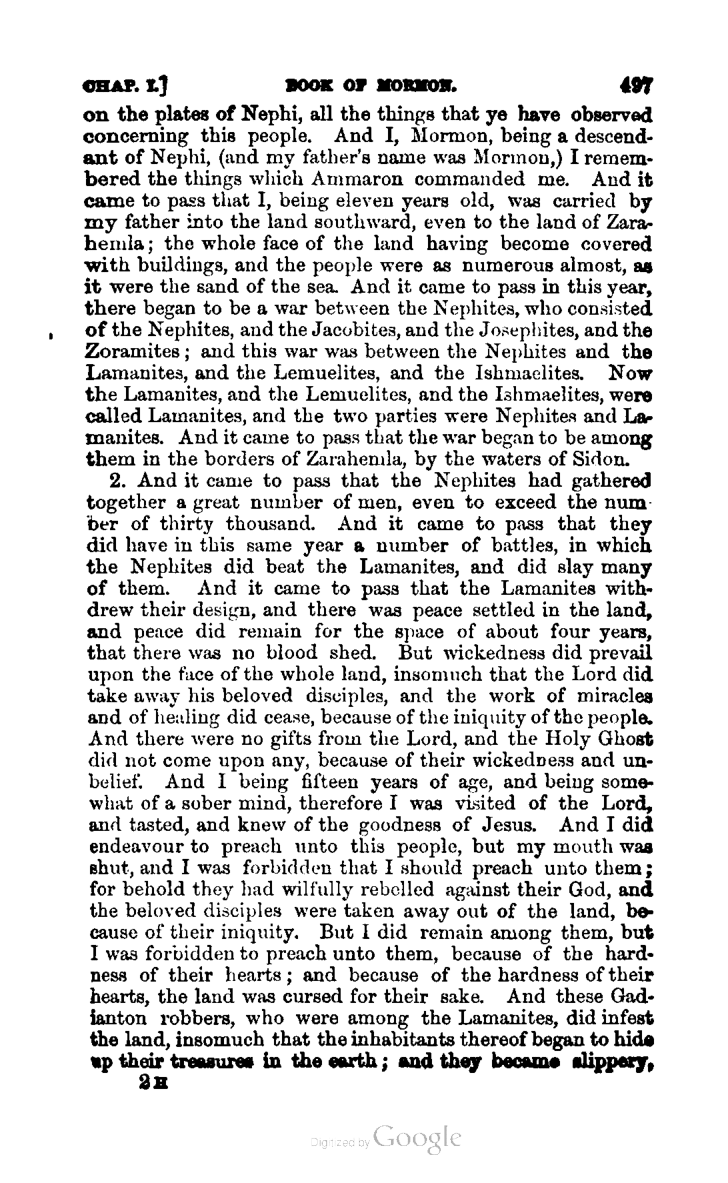 CHAP. I.] BOOK OF MORMON. 497
on the plates of Nephi, all the things that ye have observed
concerning this people. And I, Mormon, being a descend-
ant of Nephi, (and my father's name was Mormon,) I remem-
bered the things which Ammaron commanded me. And it
came to pass that I, being eleven years old, was carried by
my father into the land southward, even to the land of Zara-
hemla; the whole face of the land having become covered
with buildings, and the people were as numerous almost, as
it were the sand of the sea. And it came to pass in this year,
there began to be a war between the Nephites, who consisted
of the Nephites, and the Jacobites, and the Josephites, and the
Zoramites; and this war was between the Nephites and the
Lamanites, and the Lemuelites, and the Ishmaelites. Now
the Lamanites, and the Lemuelites, and the Ishmaelites, were
called Lamanites, and the two parties were Nephites and La-
manites. And it came to pass that the war began to be among
them in the borders of Zarahemla, by the waters of Sidon.
2. And it came to pass that the Nephites had gathered
together a great number of men, even to exceed the num-
ber of thirty thousand. And it came to pass that they
did have in this same year a number of battles, in which
the Nephites did beat the Lamanites, and did slay many
of them. And it came to pass that the Lamanites with-
drew their design, and there was peace settled in the land,
and peace did remain for the space of about four years,
that there was no blood shed. But wickedness did prevail
upon the face of the whole land, insomuch that the Lord did
take away his beloved disciples, and the work of miracles
and of healing did cease, because of the iniquity of the people.
And there were no gifts from the Lord, and the Holy Ghost
did not come upon any, because of their wickedness and un-
belief. And I being fifteen years of age, and being some-
what of a sober mind, therefore I was visited of the Lord,
and tasted, and knew of the goodness of Jesus. And I did
endeavour to preach unto this people, but my mouth was
shut, and I was forbidden that I should preach unto them;
for behold they had wilfully rebelled against their God, and
the beloved disciples were taken away out of the land, be-
cause of their iniquity. But I did remain among them, but
I was forbidden to preach unto them, because of the hard-
ness of their hearts; and because of the hardness of their
hearts, the land was cursed for their sake. And these Gad-
ianton robbers, who were among the Lamanites, did infest
the land, insomuch that the inhabitants thereof began to hide
up their treasures in the earth; and they became slippery,
2 H
Digitized by Google